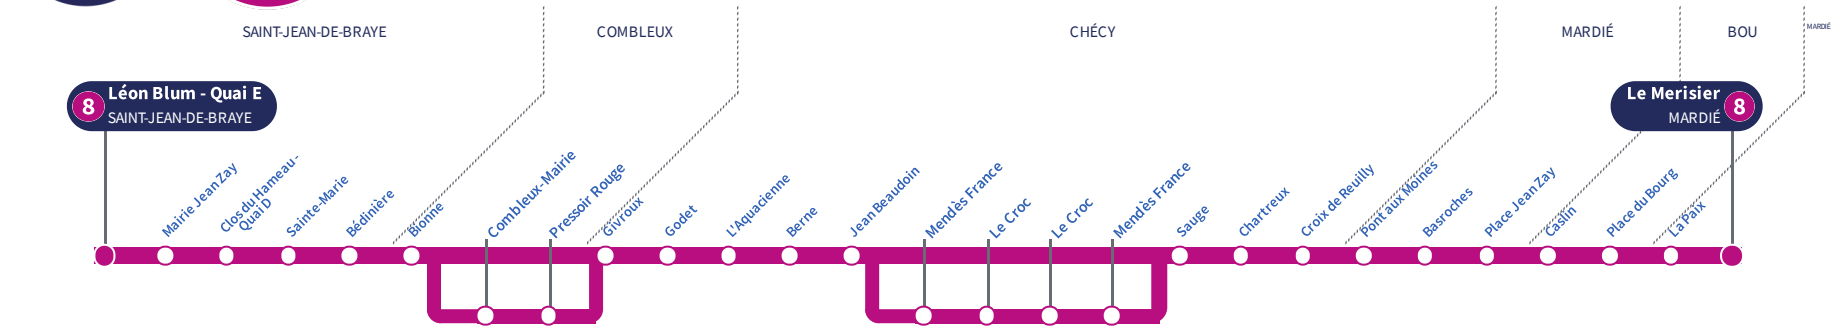 SAINT-JEAN-DE-BRAYE
COMBLEUX
CHÉCY
MARDIÉ
BOU
MARDIÉ
8
Léon Blum - Quai E
SAINT-JEAN-DE-BRAYE
Le Merisier
MARDIÉ
8
Mairie Jean Zay
Clos du Hameau -
Quai D
Sainte-Marie
Bédinière
Bionne
Combleux-Mairie
Pressoir Rouge
Givroux
Godet
L'Aquacienne
Berne
Jean Beaudoin
Mendès France
Le Croc
Le Croc
Mendès France
Sauge
Chartreux
Croix de Reuilly
Pont aux Moines
Basroches
Place Jean Zay
Caslin
Place du Bourg
La Paix